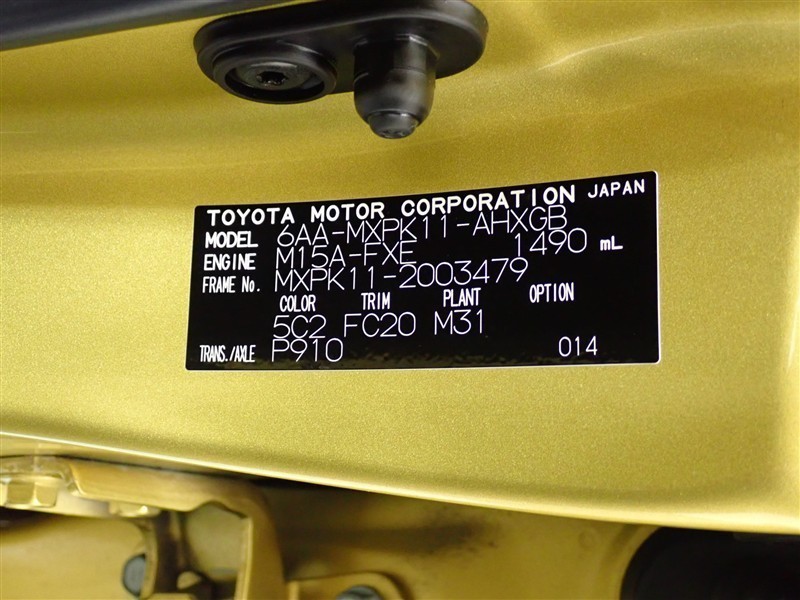 TOYOTA MOTOR CORPORATION JAPAN
MODEL 6AA-MXPK11-AHXGB
ENGINE M15A-FXE 1490 mL
FRAME No. MXPK11-2003479
COLOR TRIM PLANT OPTION
5C2 FC20 M31
TRANS./AXLE P910 014